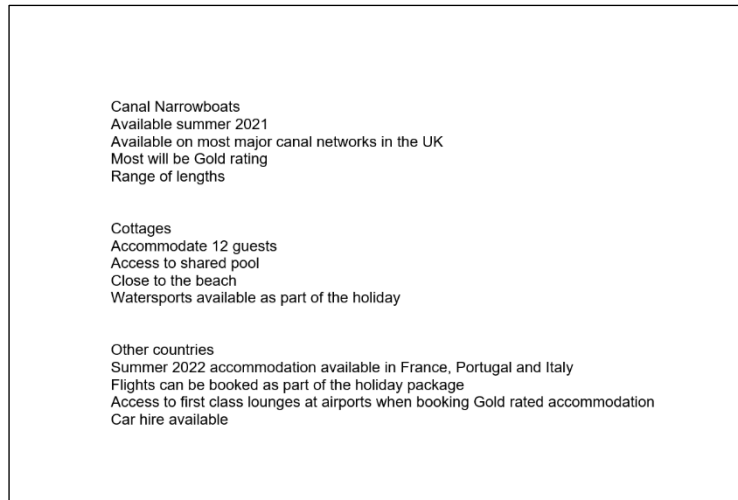 Canal Narrowboats
Available summer 2021
Available on most major canal networks in the UK
Most will be Gold rating
Range of lengths
Cottages
Accommodate 12 guests
Access to shared pool
Close to the beach
Watersports available as part of the holiday
Other countries
Summer 2022 accommodation available in France, Portugal and Italy
Flights can be booked as part of the holiday package
Access to first class lounges at airports when booking Gold rated accommodation
Car hire available